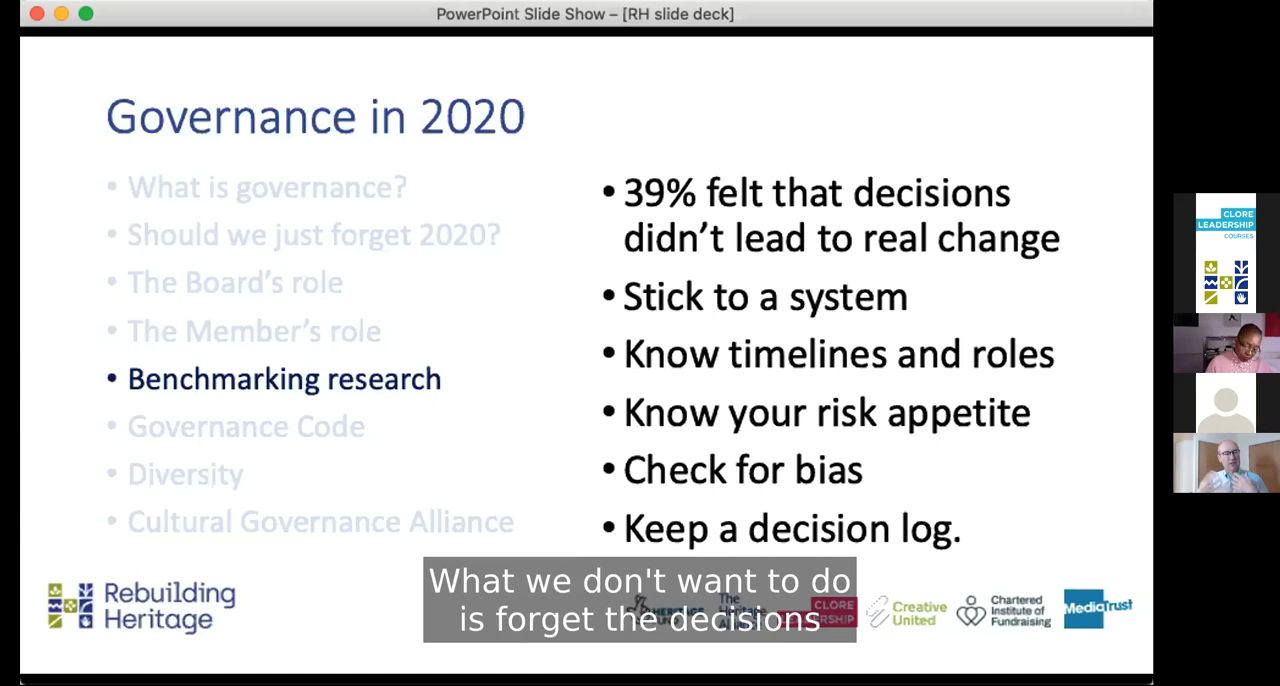 PowerPoint Slide Show – [RH slide deck]
Governance in 2020
• What is governance?
• Should we just forget 2020?
• The Board’s role
• The Member’s role
• Benchmarking research
• Governance Code
• Diversity
• Cultural Governance Alliance
• 39% felt that decisions
didn’t lead to real change
• Stick to a system
• Know timelines and roles
• Know your risk appetite
• Check for bias
• Keep a decision log.
What we don't want to do
is forget the decisions
Rebuilding
Heritage
CLORE
LEADERSHIP
Creative
United
Chartered
Institute of
Fundraising
MediaTrust
CLORE
LEADERSHIP
COURSES